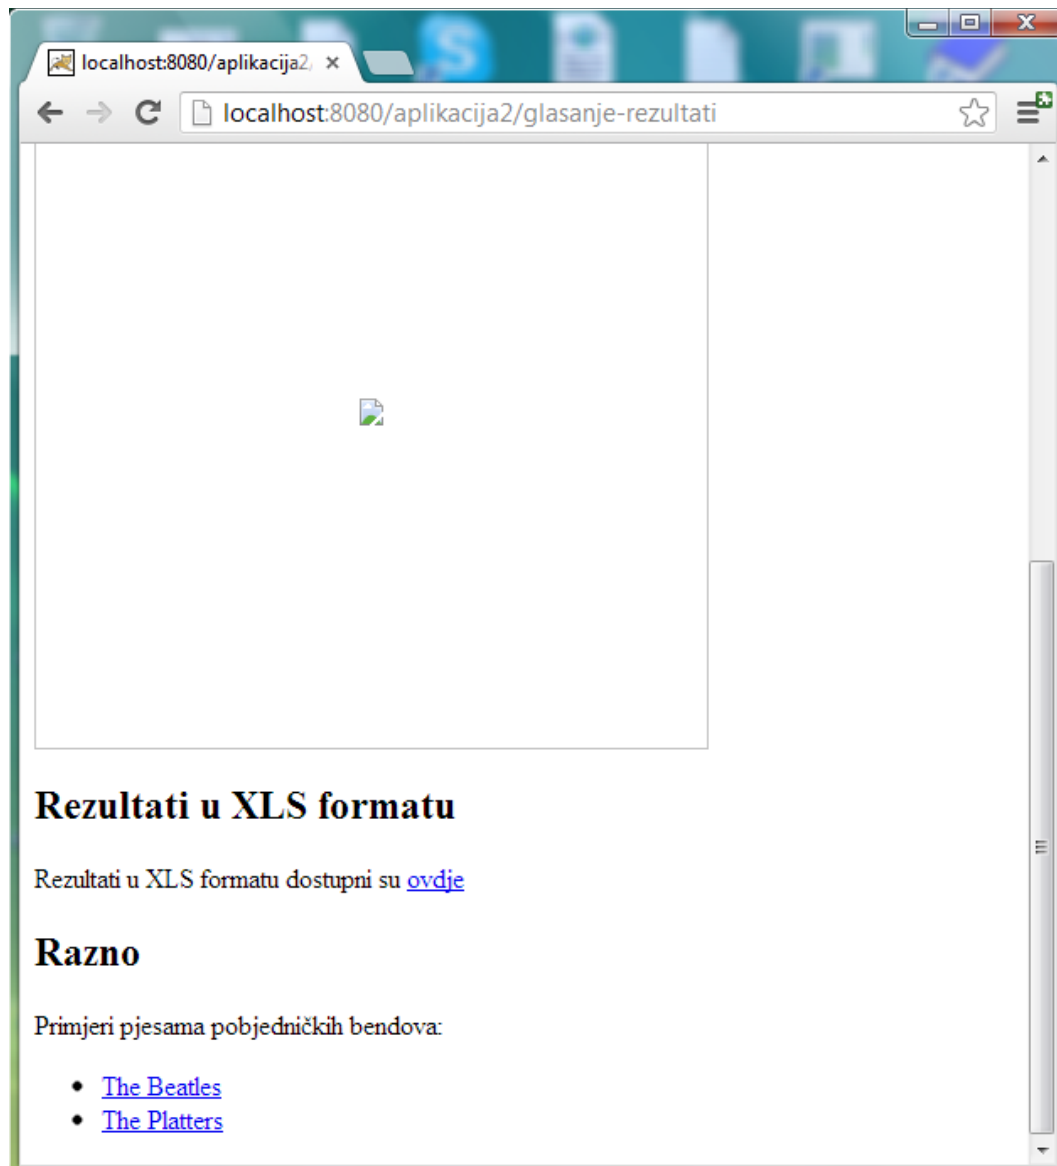 localhost:8080/aplikacija2/
localhost:8080/aplikacija2/glasanje-rezultati
Rezultati u XLS formatu
Rezultati u XLS formatu dostupni su ovdje
Razno
Primjeri pjesama pobjedničkih bendova:
The Beatles
The Platters